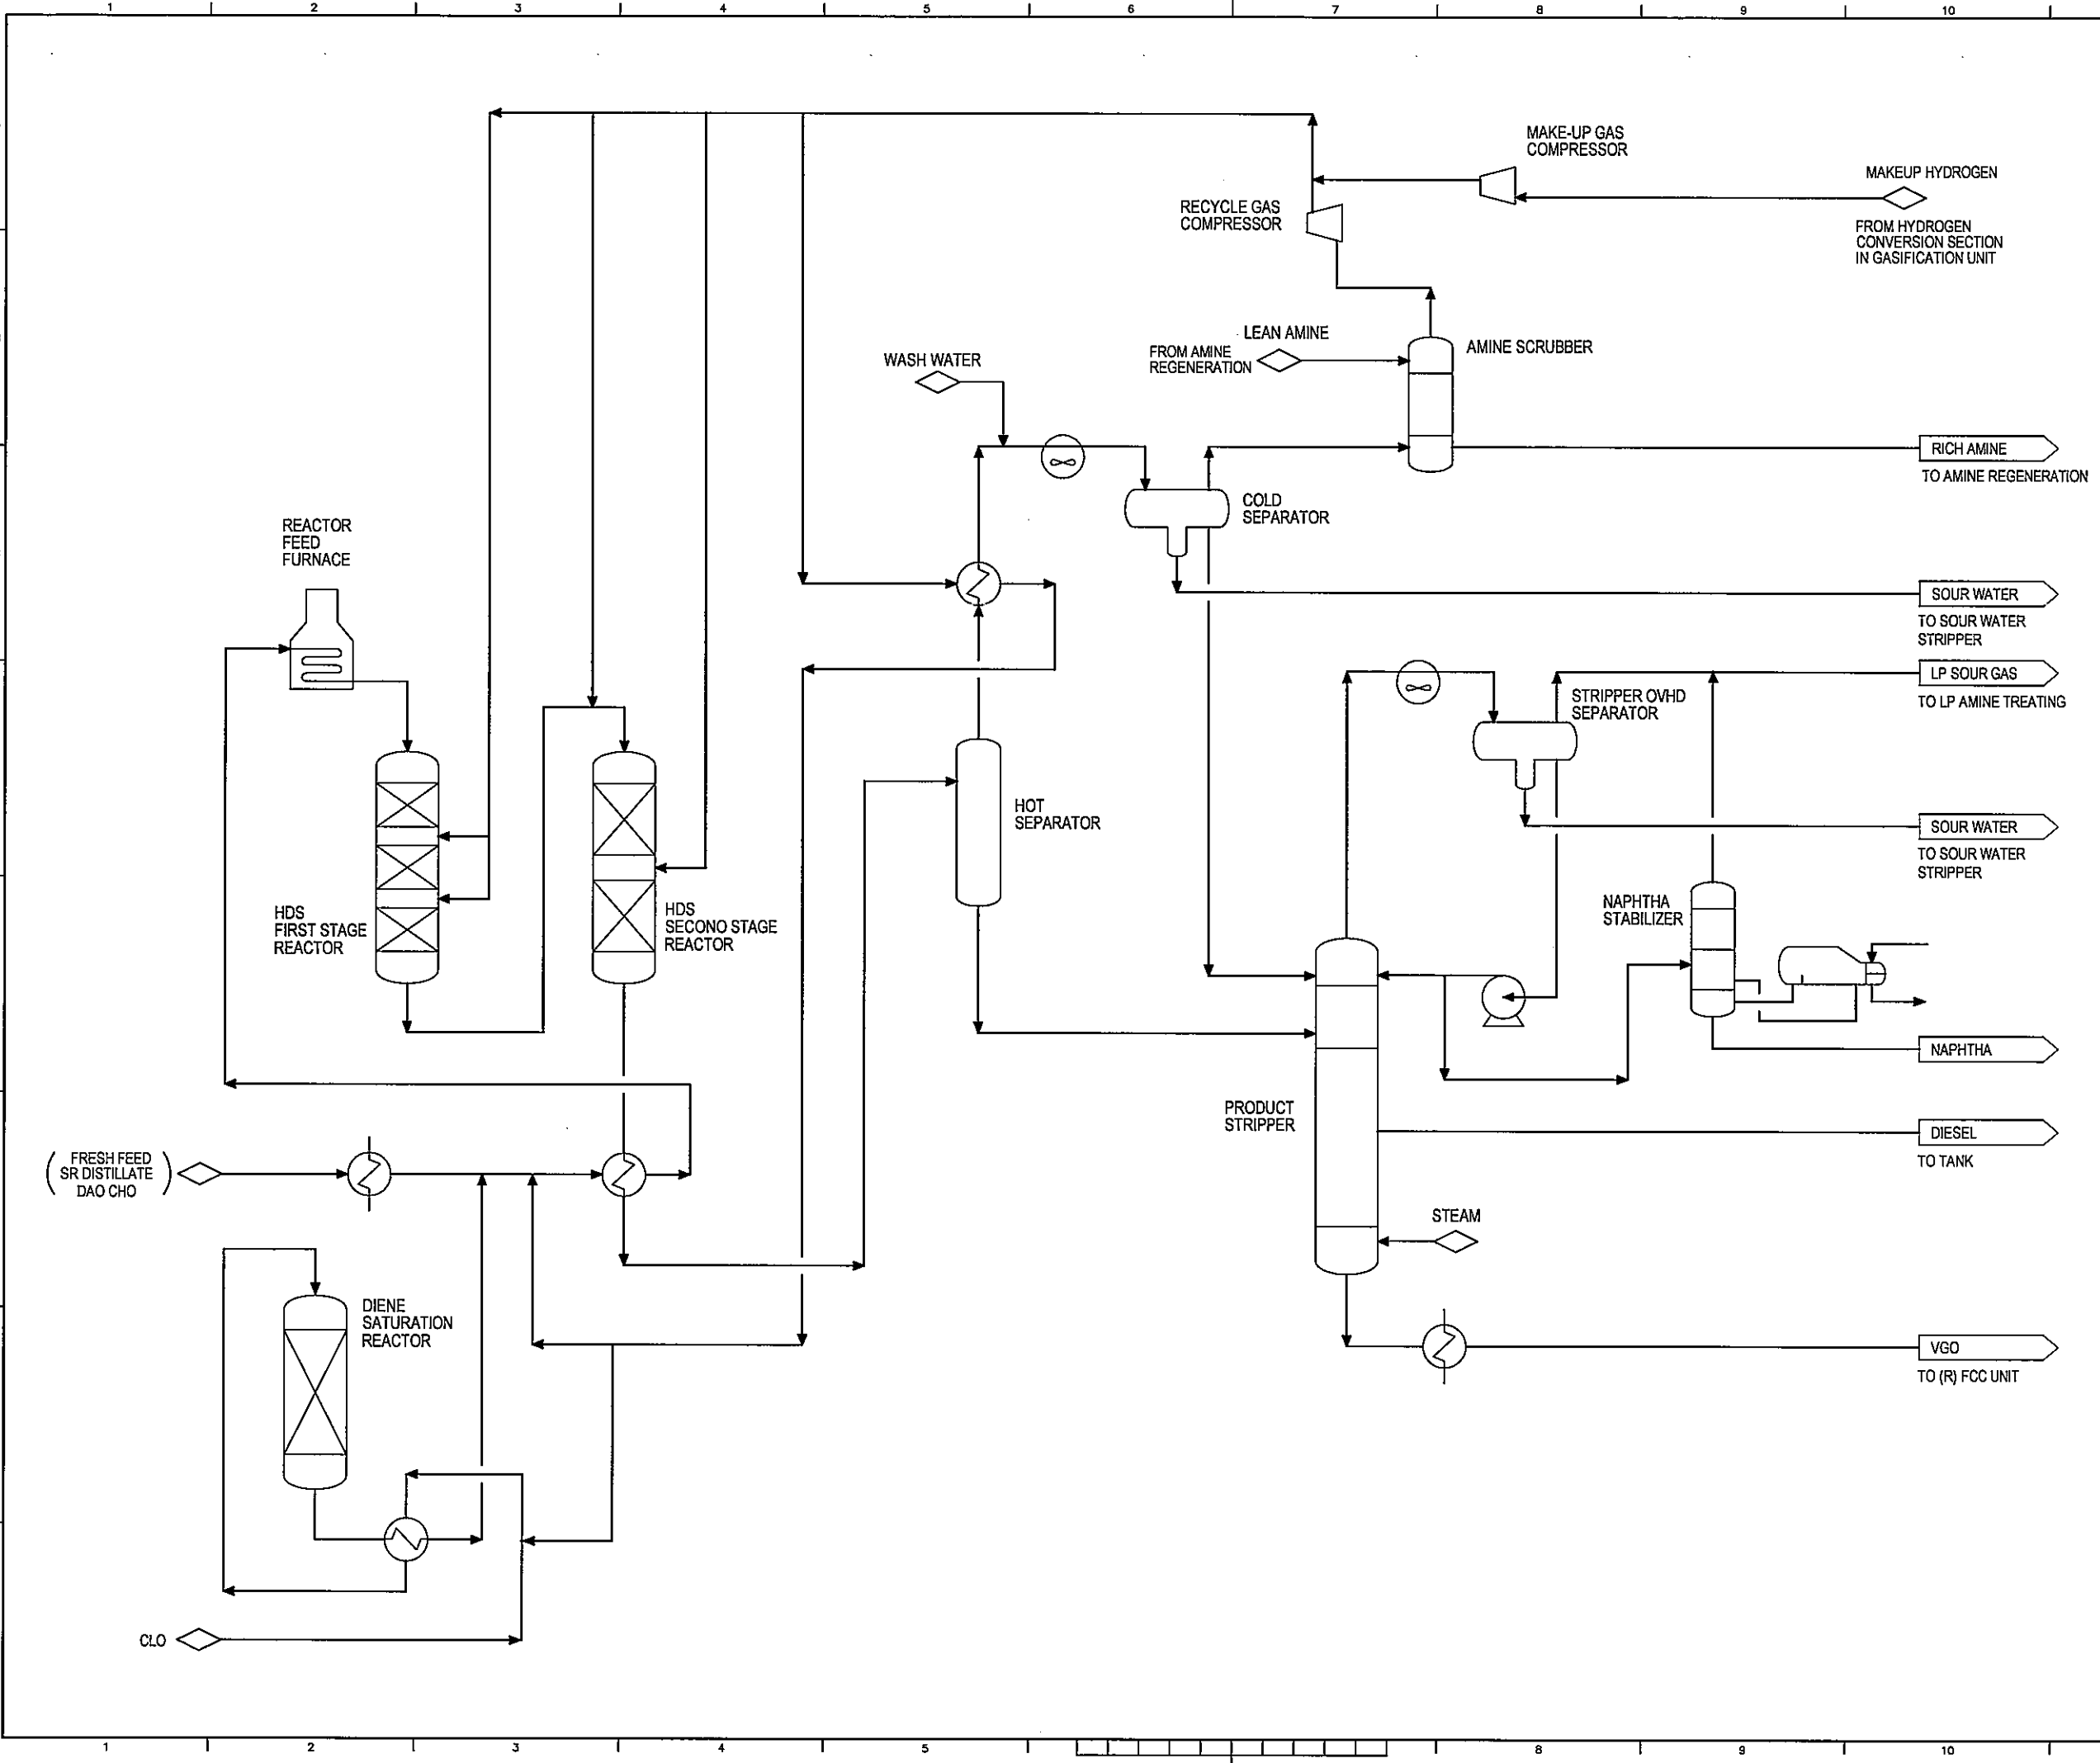 1 2 3 4 5 6 7 8 9 10
MAKE-UP GAS
COMPRESSOR
MAKEUP HYDROGEN
RECYCLE GAS
COMPRESSOR
FROM HYDROGEN
CONVERSION SECTION
IN GASIFICATION UNIT
LEAN AMINE
FROM AMINE
REGENERATION
AMINE SCRUBBER
WASH WATER
RICH AMINE
TO AMINE REGENERATION
COLD
SEPARATOR
REACTOR
FEED
FURNACE
SOUR WATER
TO SOUR WATER
STRIPPER
LP SOUR GAS
TO LP AMINE TREATING
STRIPPER OVHD
SEPARATOR
HOT
SEPARATOR
SOUR WATER
TO SOUR WATER
STRIPPER
HDS
FIRST STAGE
REACTOR
HDS
SECOND STAGE
REACTOR
NAPHTHA
STABILIZER
NAPHTHA
PRODUCT
STRIPPER
DIESEL
TO TANK
FRESH FEED
SR DISTILLATE
DAO CHO
STEAM
DIENE
SATURATION
REACTOR
VGO
TO (R) FCC UNIT
CLO
1 2 3 4 5 8 9 10